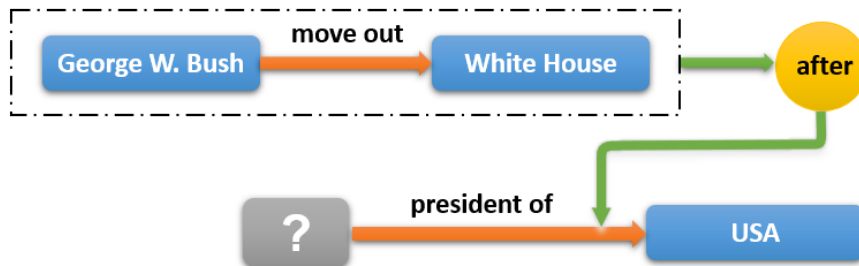 move out
George W. Bush
White House
after
president of
?
USA